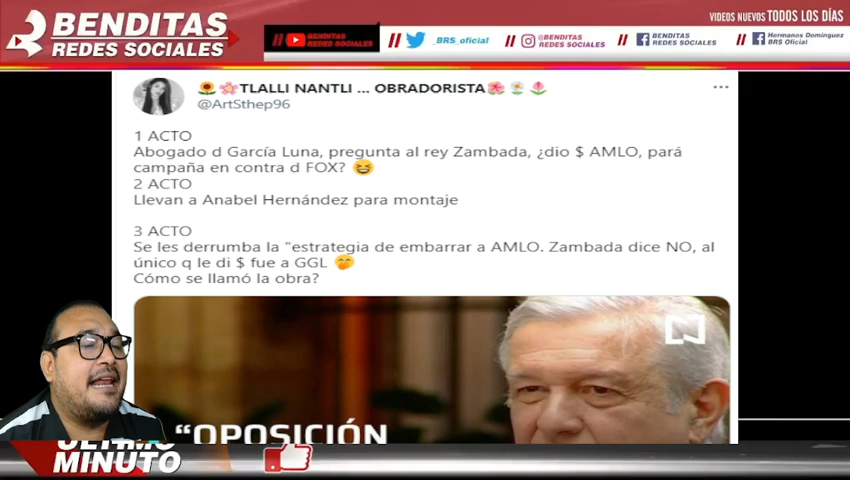 BENDITAS
REDES SOCIALES
VIDEOS NUEVOS TODOS LOS DÍAS
// BENDITAS REDES SOCIALES
// _BRS_oficial
// @BENDITAS REDES SOCIALES
// BENDITAS REDES SOCIALES
// Hermanos Domínguez BRS Oficial
TLALLI NANTLI ... OBRADORISTA
@ArtSthep96
1 ACTO
Abogado d García Luna, pregunta al rey Zambada, ¿dio $ AMLO, pará
campaña en contra d FOX? 😆
2 ACTO
Llevan a Anabel Hernández para montaje
3 ACTO
Se les derrumba la "estrategia de embarrar a AMLO. Zambada dice NO, al
único q le di $ fue a GGL 🤭
Cómo se llamó la obra?
N
"OPOSICIÓN
ÚLTIMO
MINUTO